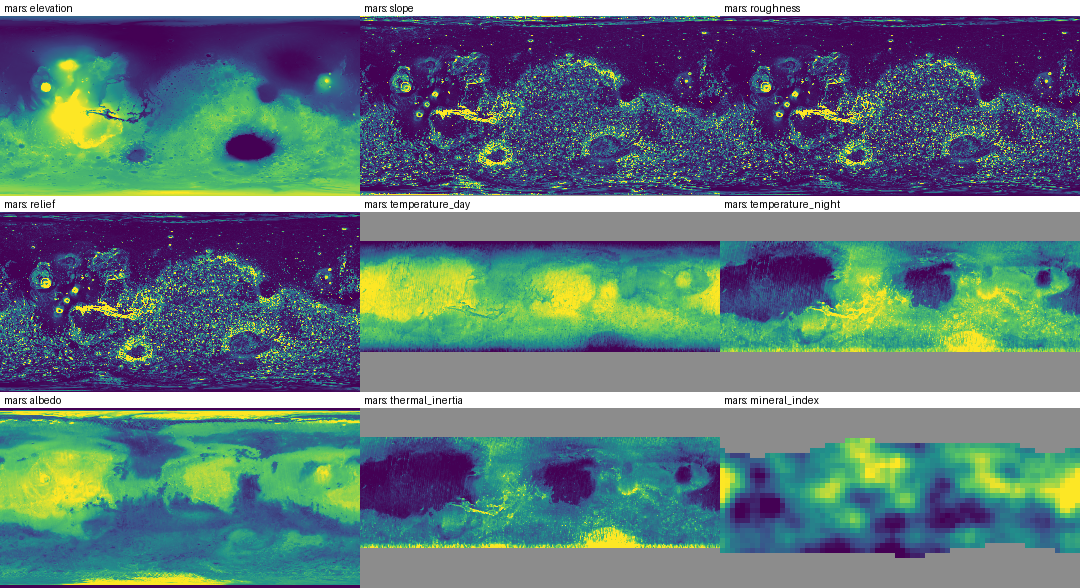 mars: elevation
mars: slope
mars: roughness
mars: relief
mars: temperature_day
mars: temperature_night
mars: albedo
mars: thermal_inertia
mars: mineral_index